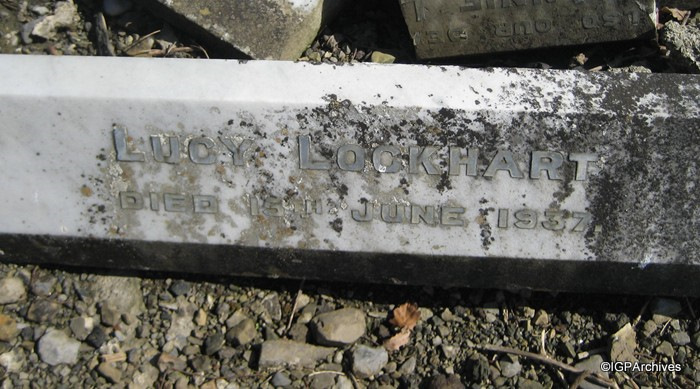 LUCY LOCKHART
DIED 15TH JUNE 1937
©IGPArchives